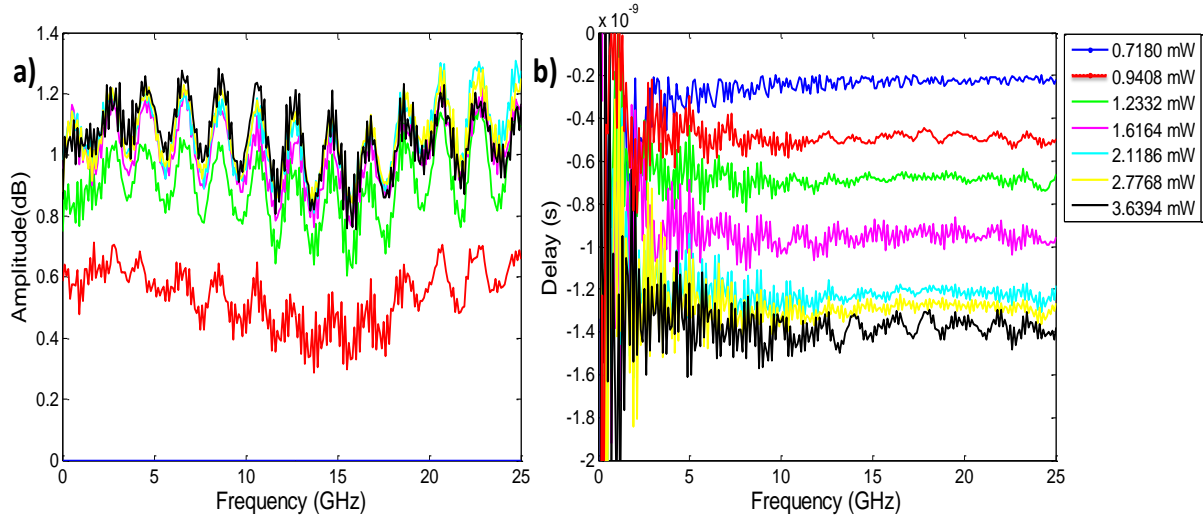 a)
Amplitude(dB)
1.4
1.2
1
0.8
0.6
0.4
0.2
0
0 5 10 15 20 25
Frequency (GHz)
x 10⁻⁹
b)
Delay (s)
0
-0.2
-0.4
-0.6
-0.8
-1
-1.2
-1.4
-1.6
-1.8
-2
0 5 10 15 20 25
Frequency (GHz)
0.7180 mW
0.9408 mW
1.2332 mW
1.6164 mW
2.1186 mW
2.7768 mW
3.6394 mW